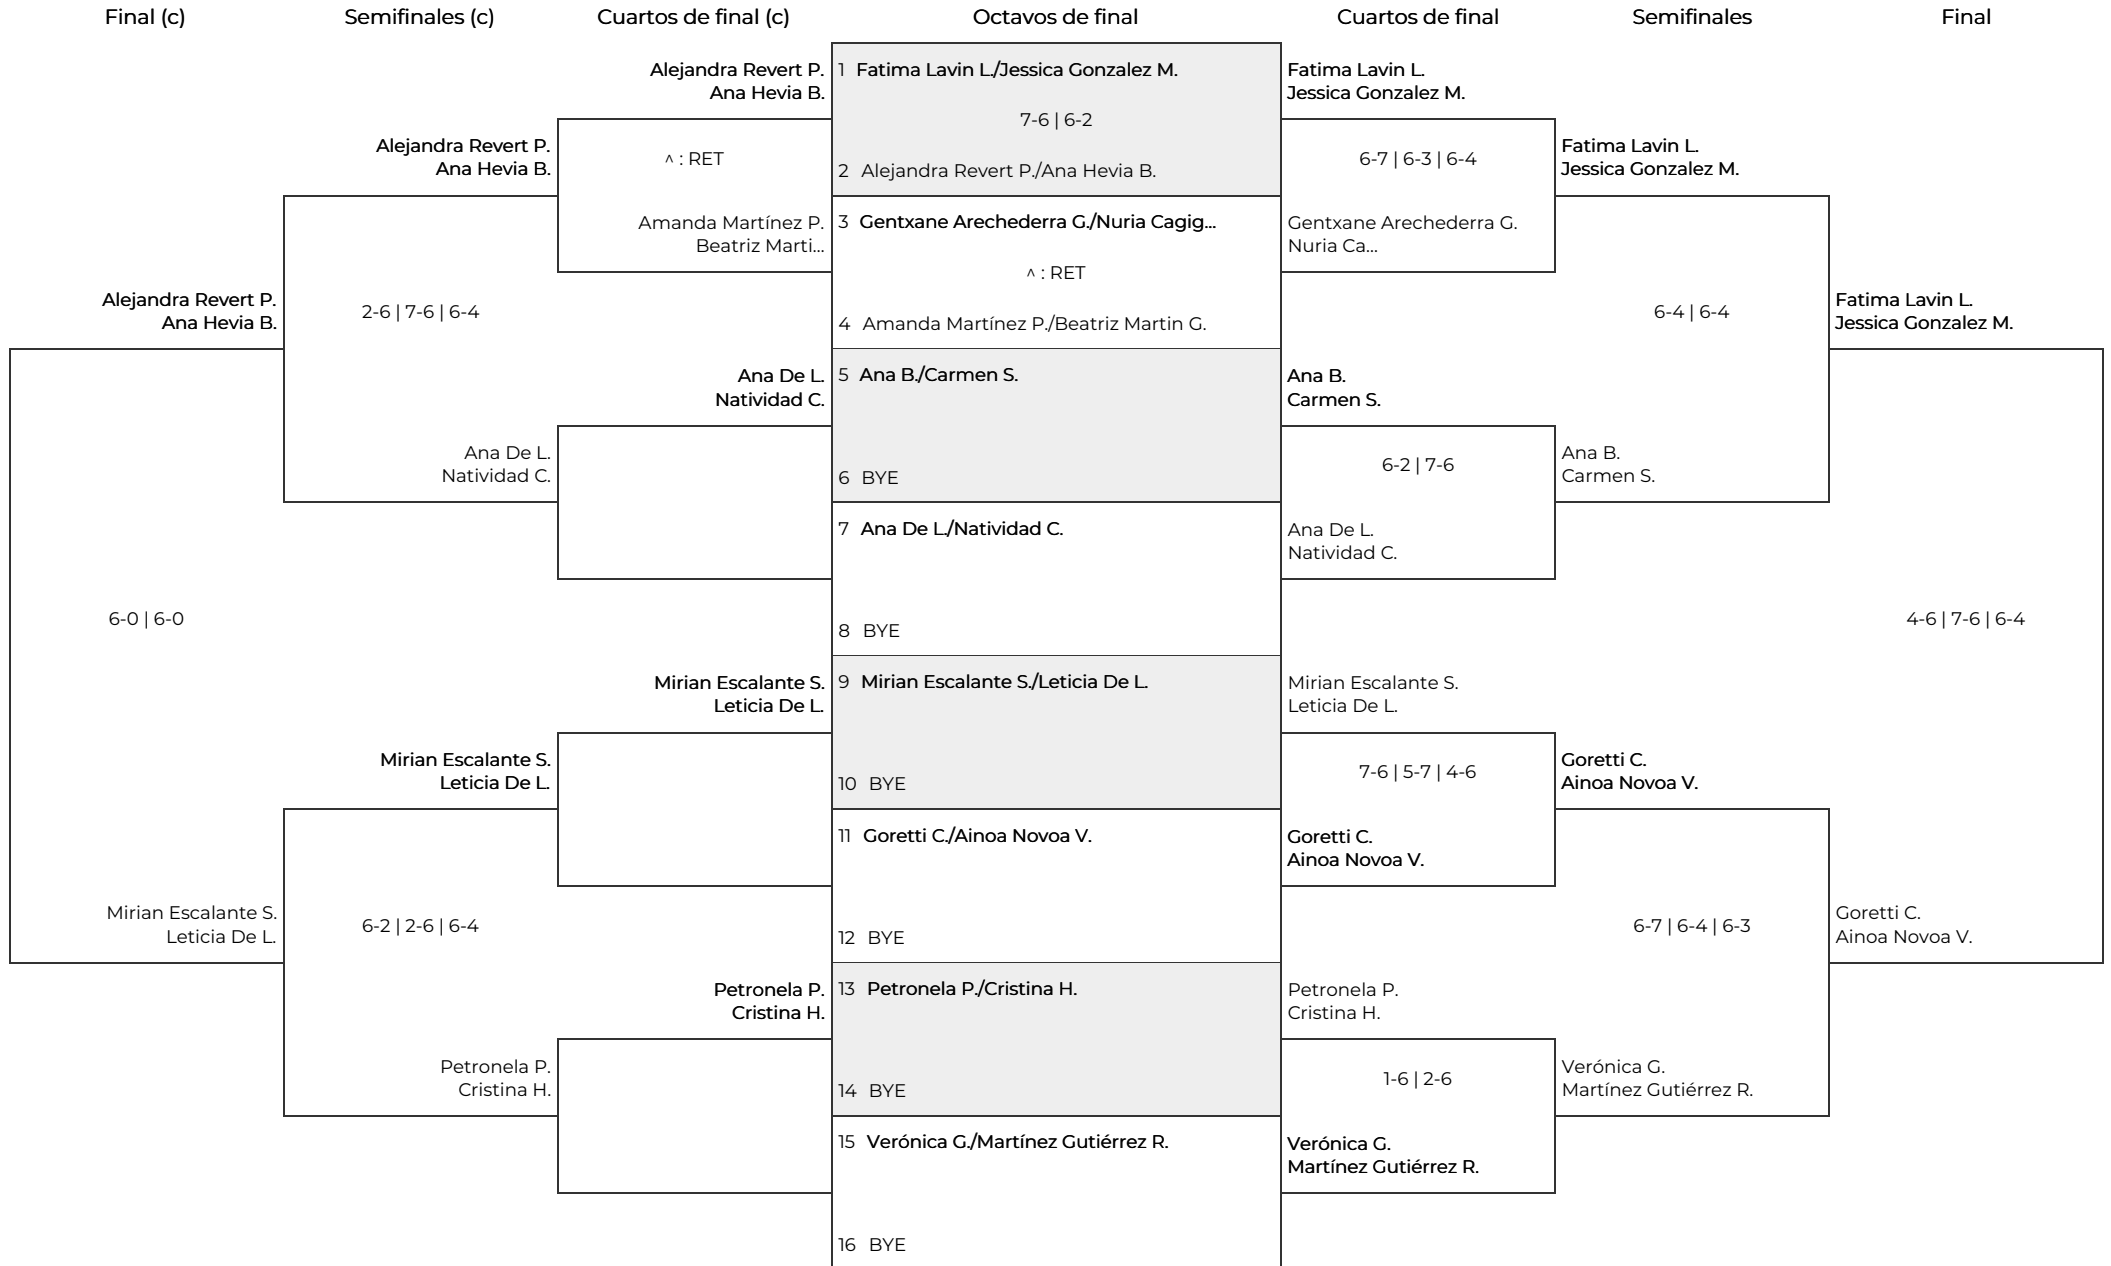 Final (c)
Semifinales (c)
Cuartos de final (c)
Octavos de final
Cuartos de final
Semifinales
Final
Alejandra Revert P.
Ana Hevia B.
6-0 | 6-0
Mirian Escalante S.
Leticia De L.
Alejandra Revert P.
Ana Hevia B.
2-6 | 7-6 | 6-4
Ana De L.
Natividad C.
Mirian Escalante S.
Leticia De L.
6-2 | 2-6 | 6-4
Petronela P.
Cristina H.
Alejandra Revert P.
Ana Hevia B.
^ : RET
Amanda Martínez P.
Beatriz Marti...
Ana De L.
Natividad C.
Mirian Escalante S.
Leticia De L.
Petronela P.
Cristina H.
1 Fatima Lavin L./Jessica Gonzalez M.
7-6 | 6-2
2 Alejandra Revert P./Ana Hevia B.
3 Gentxane Arechederra G./Nuria Cagig...
^ : RET
4 Amanda Martínez P./Beatriz Martin G.
5 Ana B./Carmen S.
6 BYE
7 Ana De L./Natividad C.
8 BYE
9 Mirian Escalante S./Leticia De L.
10 BYE
11 Goretti C./Ainoa Novoa V.
12 BYE
13 Petronela P./Cristina H.
14 BYE
15 Verónica G./Martínez Gutiérrez R.
16 BYE
Fatima Lavin L.
Jessica Gonzalez M.
6-7 | 6-3 | 6-4
Gentxane Arechederra G.
Nuria Ca...
Ana B.
Carmen S.
6-2 | 7-6
Ana De L.
Natividad C.
Mirian Escalante S.
Leticia De L.
7-6 | 5-7 | 4-6
Goretti C.
Ainoa Novoa V.
Petronela P.
Cristina H.
1-6 | 2-6
Verónica G.
Martínez Gutiérrez R.
Fatima Lavin L.
Jessica Gonzalez M.
6-4 | 6-4
Ana B.
Carmen S.
Goretti C.
Ainoa Novoa V.
6-7 | 6-4 | 6-3
Verónica G.
Martínez Gutiérrez R.
Fatima Lavin L.
Jessica Gonzalez M.
4-6 | 7-6 | 6-4
Goretti C.
Ainoa Novoa V.